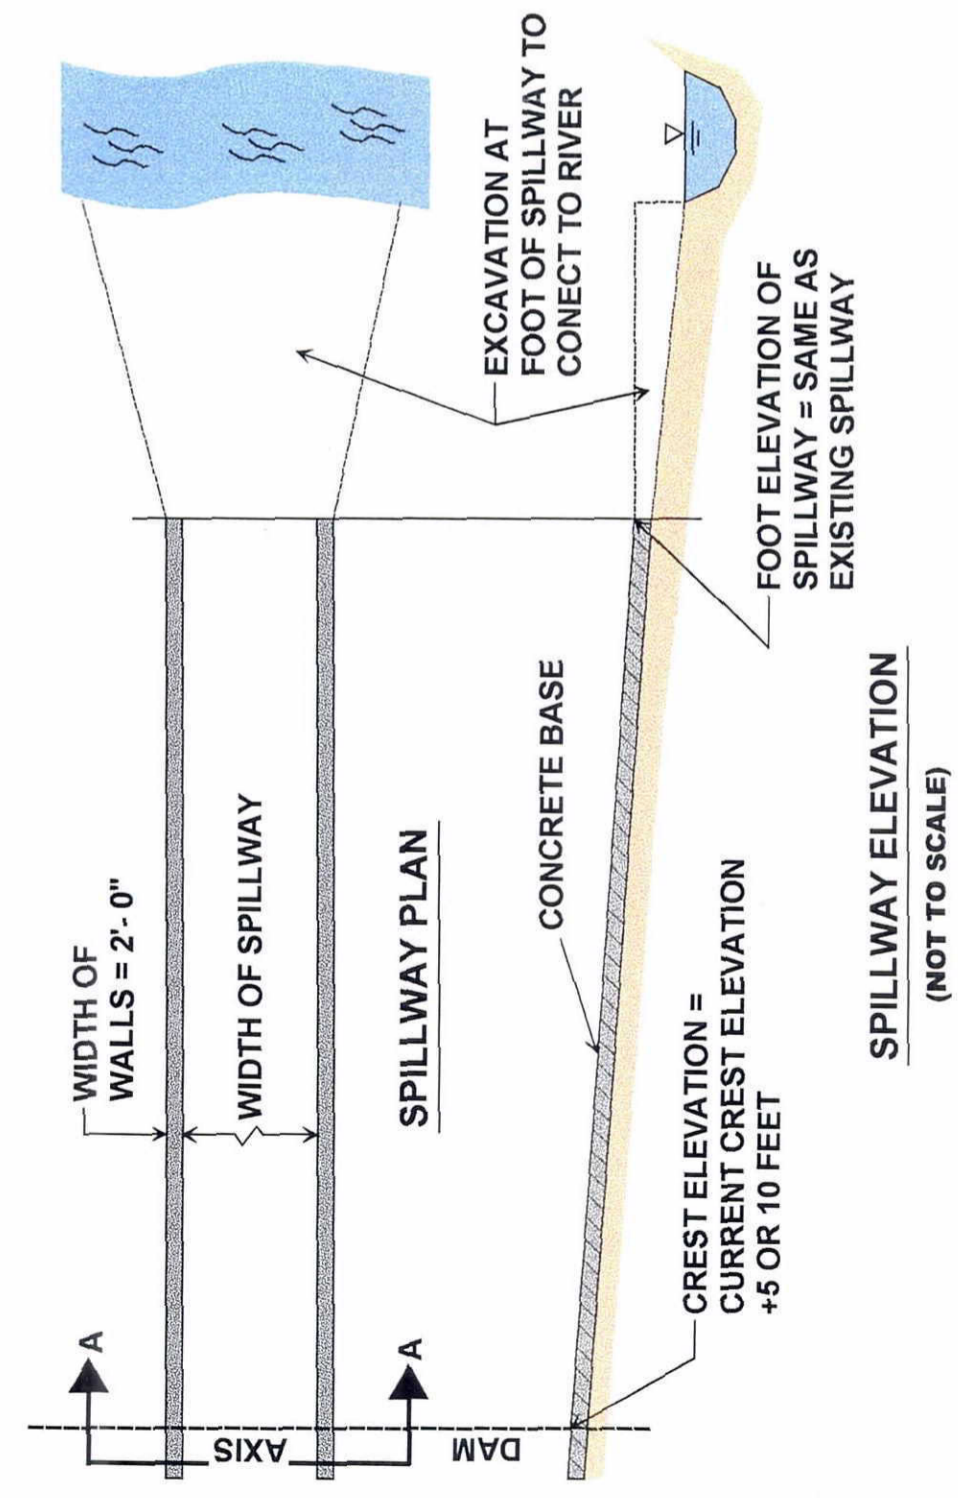 WIDTH OF
WALLS = 2'- 0"
A
A
AXIS
DAM
WIDTH OF SPILLWAY
SPILLWAY PLAN
EXCAVATION AT
FOOT OF SPILLWAY TO
CONECT TO RIVER
CONCRETE BASE
CREST ELEVATION =
CURRENT CREST ELEVATION
+5 OR 10 FEET
FOOT ELEVATION OF
SPILLWAY = SAME AS
EXISTING SPILLWAY
SPILLWAY ELEVATION
(NOT TO SCALE)